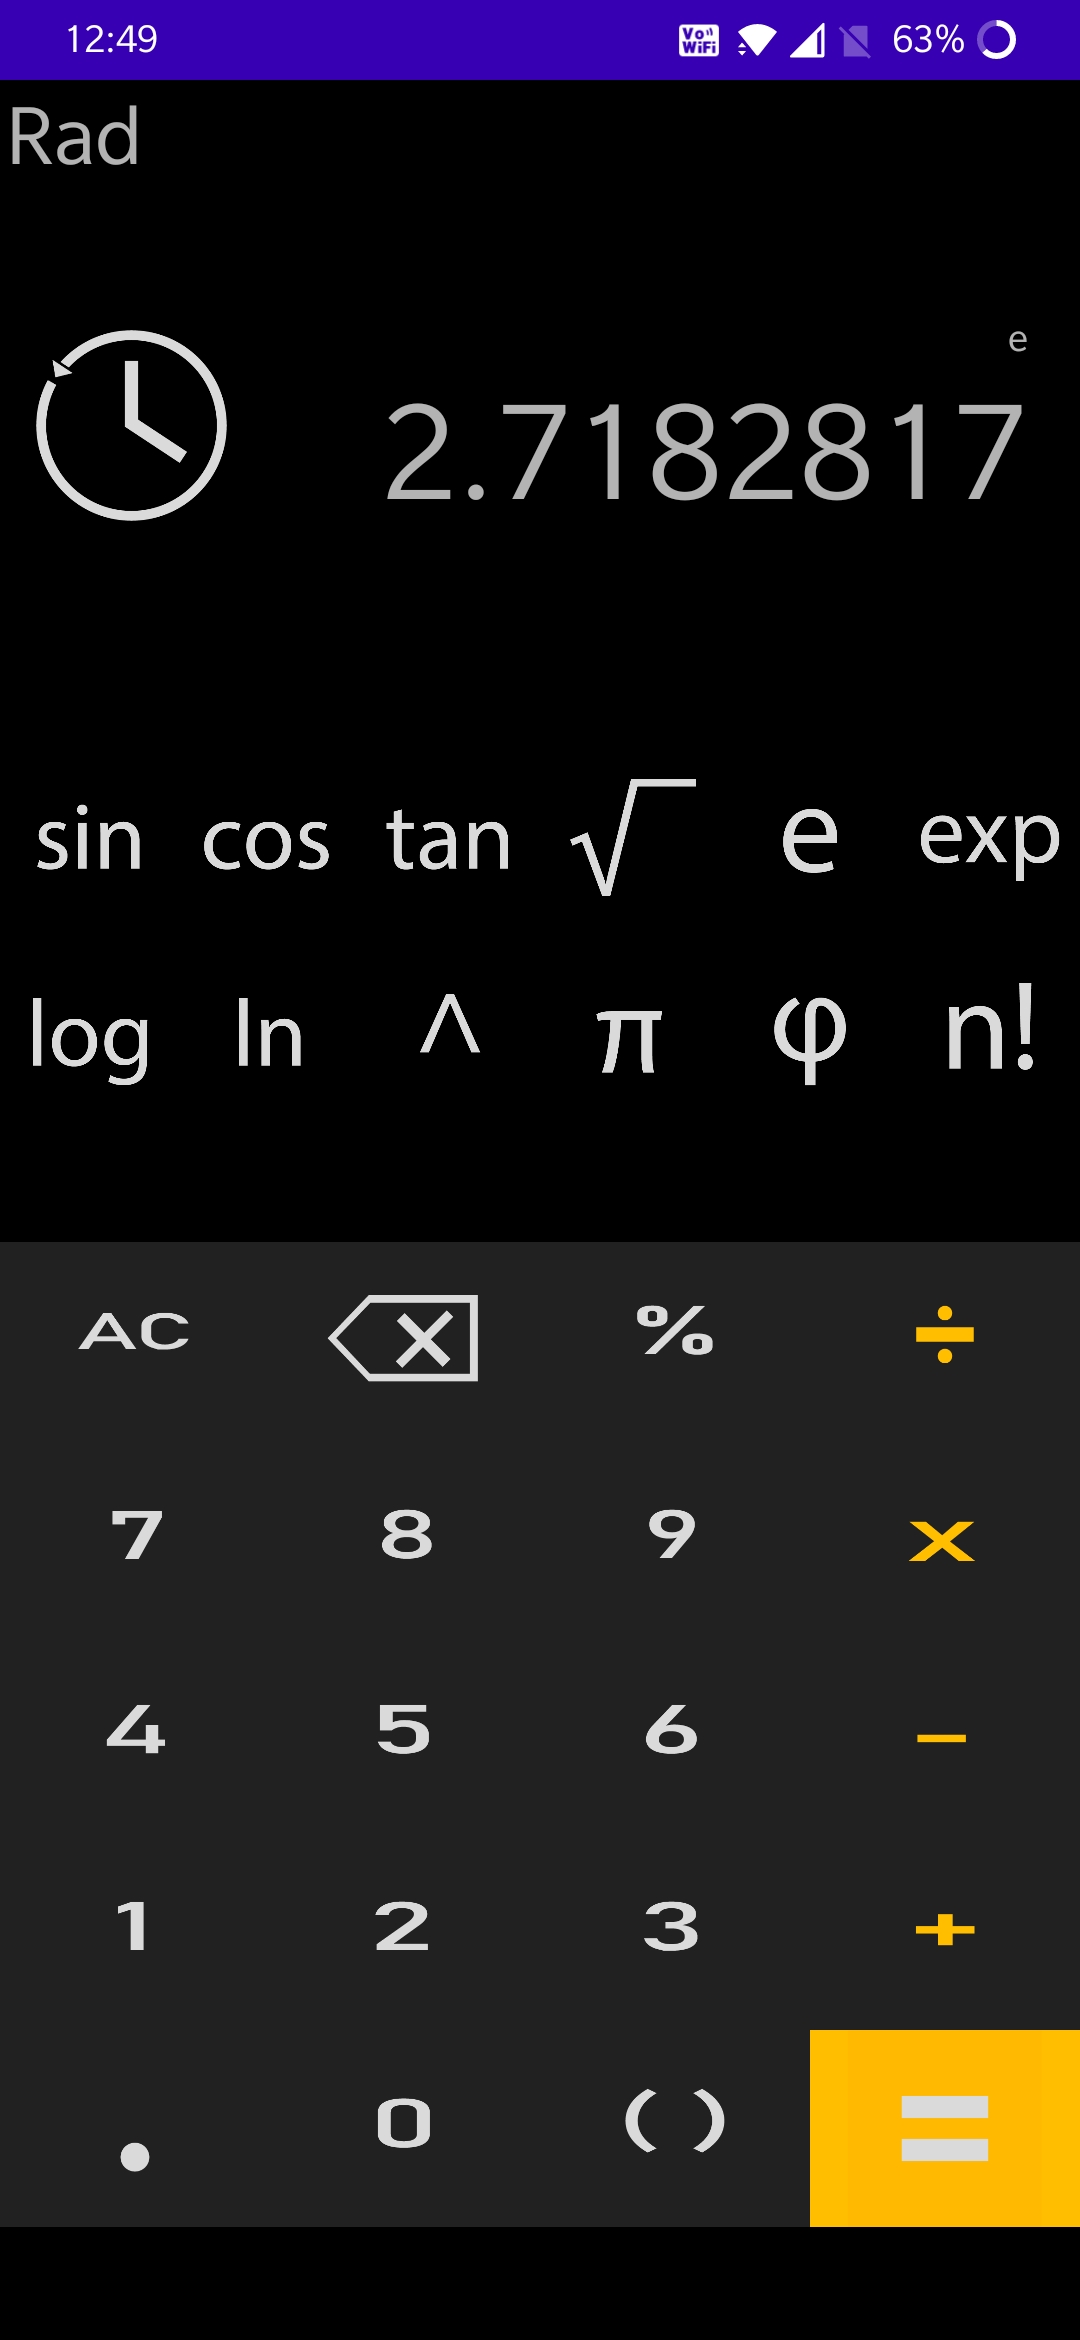 12:49 Vo WiFi 63%
Rad
e
2.7182817
sin cos tan √ e exp
log ln ^ π φ n!
AC % ÷
7 8 9 x
4 5 6 −
1 2 3 +
. 0 ( ) =